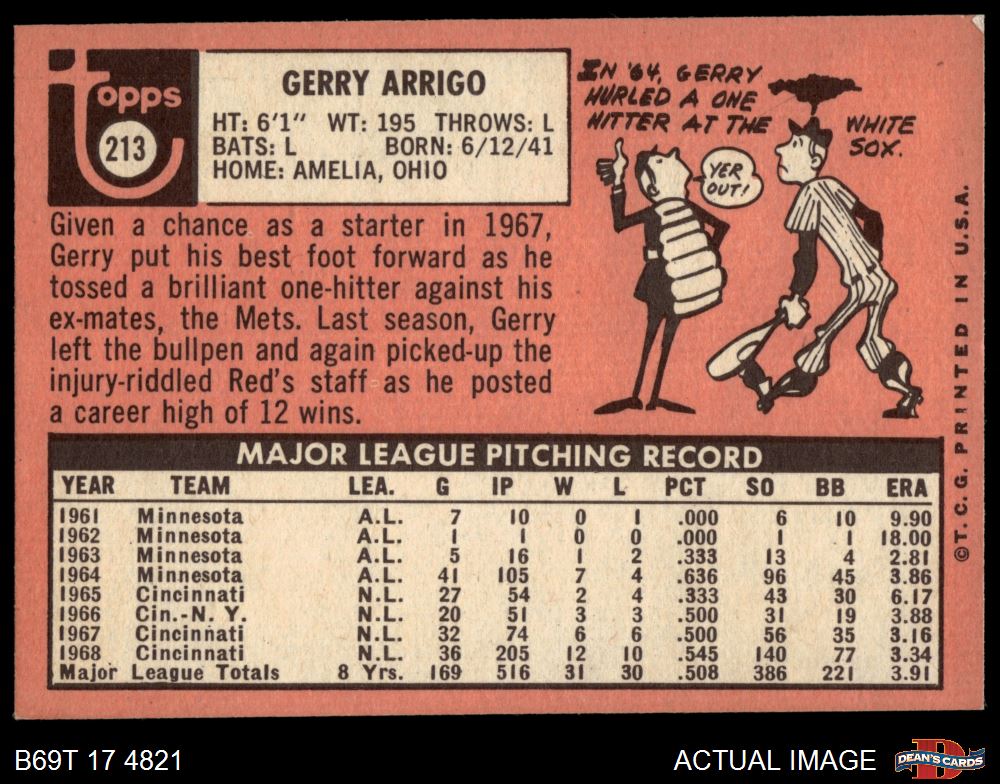 topps
213
GERRY ARRIGO
HT: 6'1" WT: 195 THROWS: L
BATS: L BORN: 6/12/41
HOME: AMELIA, OHIO
IN '64, GERRY
HURLED A ONE
HITTER AT THE WHITE
SOX.
YER
OUT!
Given a chance as a starter in 1967,
Gerry put his best foot forward as he
tossed a brilliant one-hitter against his
ex-mates, the Mets. Last season, Gerry
left the bullpen and again picked-up the
injury-riddled Red's staff as he posted
a career high of 12 wins.
MAJOR LEAGUE PITCHING RECORD
YEAR TEAM LEA. G IP W L PCT SO BB ERA
1961 Minnesota A.L. 7 10 0 1 .000 6 10 9.90
1962 Minnesota A.L. 1 1 0 0 .000 1 1 18.00
1963 Minnesota A.L. 5 16 1 2 .333 13 4 2.81
1964 Minnesota A.L. 41 105 7 4 .636 96 45 3.86
1965 Cincinnati N.L. 27 54 2 4 .333 43 30 6.17
1966 Cin.-N. Y. N.L. 20 51 3 3 .500 31 19 3.88
1967 Cincinnati N.L. 32 74 6 6 .500 56 35 3.16
1968 Cincinnati N.L. 36 205 12 10 .545 140 77 3.34
Major League Totals 8 Yrs. 169 516 31 30 .508 386 221 3.91
©T. C. G. PRINTED IN U.S.A.
B69T 17 4821
ACTUAL IMAGE
DEAN'S CARDS